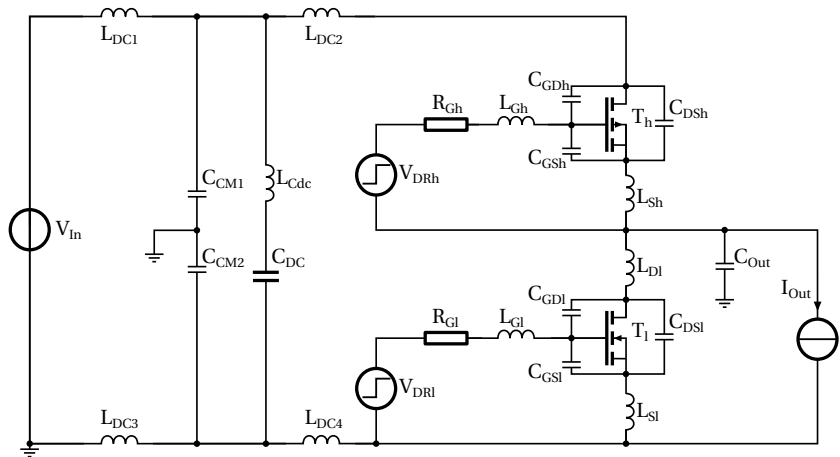 L_DC1
L_DC2
C_GDh
R_Gh
L_Gh
T_h
C_DSh
C_GSh
V_DRh
C_CM1
L_Cdc
L_Sh
V_In
C_CM2
C_DC
L_Dl
C_Out
I_Out
C_GDl
R_Gl
L_Gl
T_l
C_DSl
C_GSl
V_DRl
L_DC3
L_DC4
L_Sl